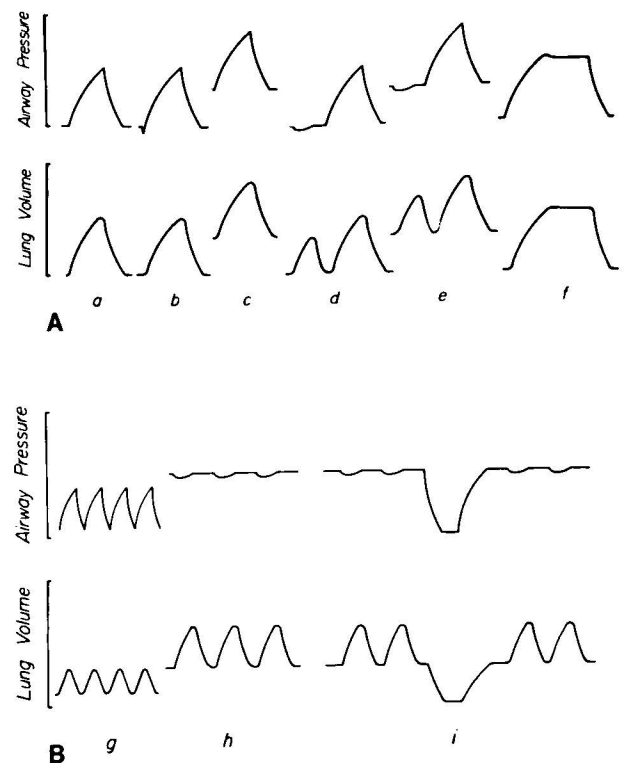 Airway Pressure
Lung Volume
a b c d e f
A
Airway Pressure
Lung Volume
g h i
B